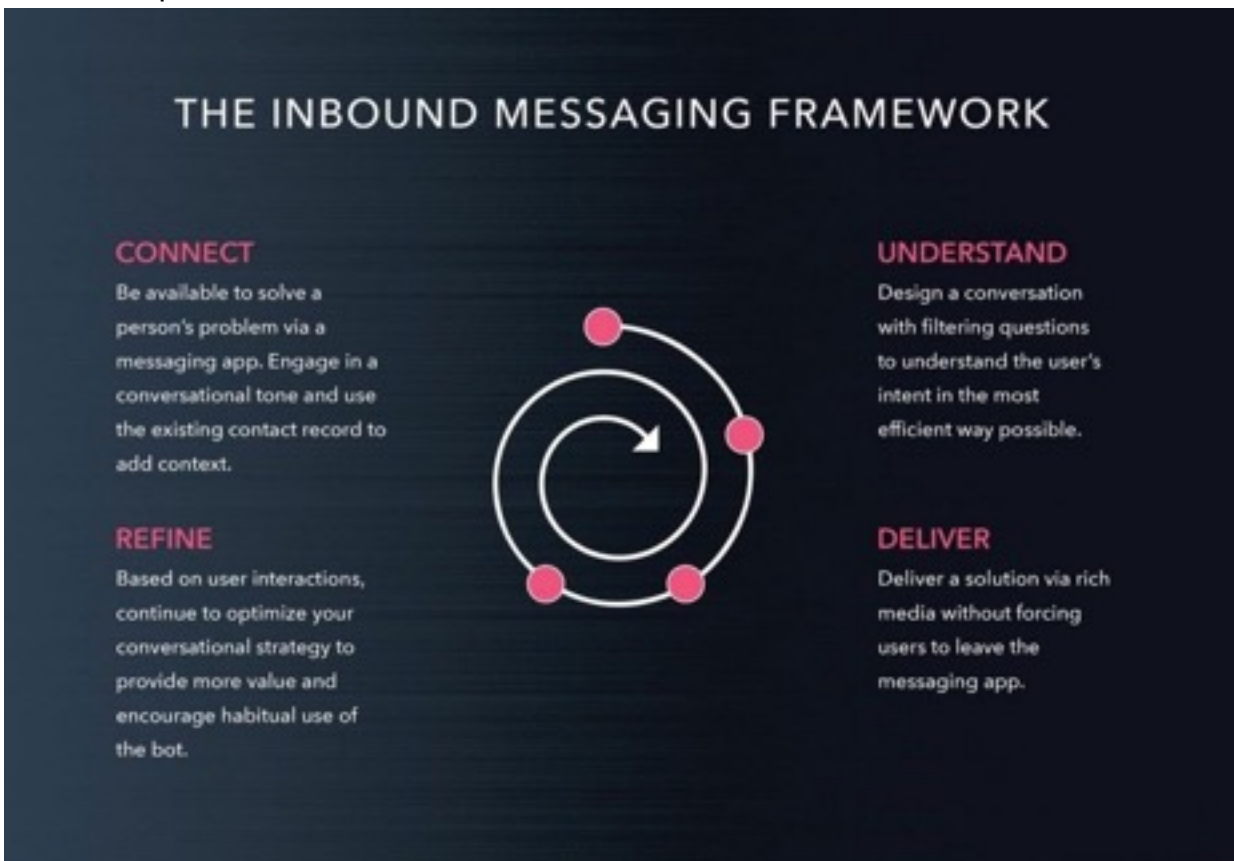 THE INBOUND MESSAGING FRAMEWORK
CONNECT
Be available to solve a
person's problem via a
messaging app. Engage in a
conversational tone and use
the existing contact record to
add context.
UNDERSTAND
Design a conversation
with filtering questions
to understand the user's
intent in the most
efficient way possible.
REFINE
Based on user interactions,
continue to optimize your
conversational strategy to
provide more value and
encourage habitual use of
the bot.
DELIVER
Deliver a solution via rich
media without forcing
users to leave the
messaging app.